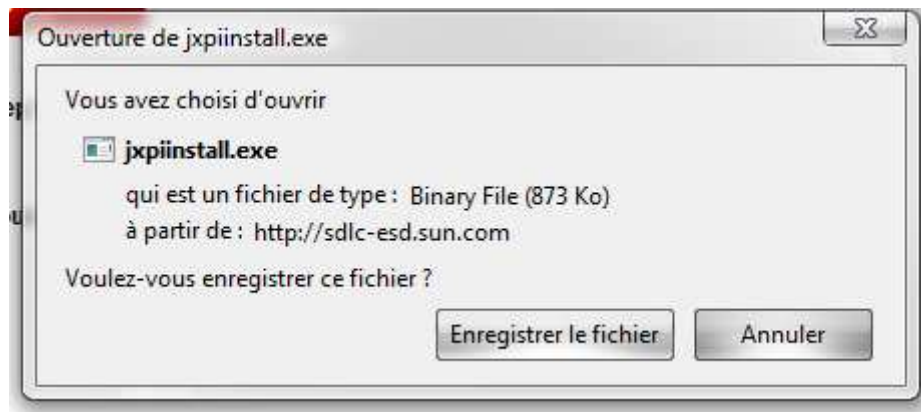 Ouverture de jxpiinstall.exe
Vous avez choisi d'ouvrir
jxpiinstall.exe
qui est un fichier de type : Binary File (873 Ko)
à partir de : http://sdlc-esd.sun.com
Voulez-vous enregistrer ce fichier ?
Enregistrer le fichier Annuler